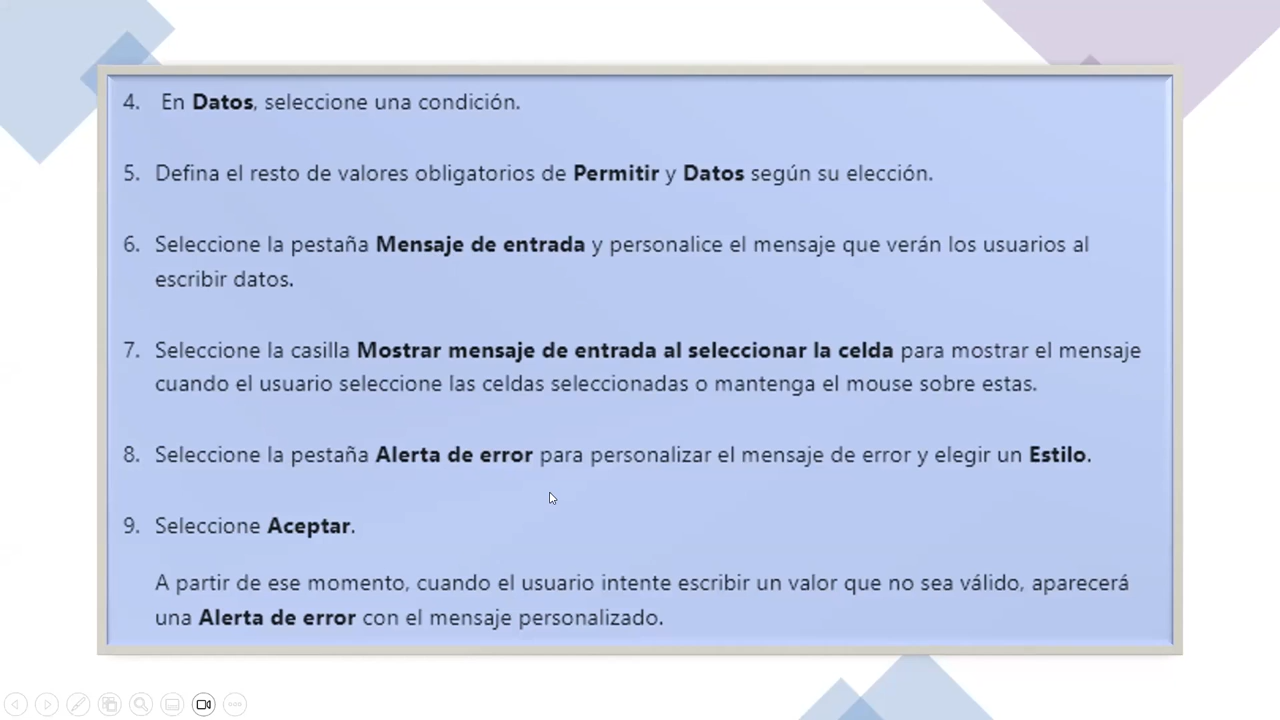 4. En Datos, seleccione una condición.
5. Defina el resto de valores obligatorios de Permitir y Datos según su elección.
6. Seleccione la pestaña Mensaje de entrada y personalice el mensaje que verán los usuarios al
escribir datos.
7. Seleccione la casilla Mostrar mensaje de entrada al seleccionar la celda para mostrar el mensaje
cuando el usuario seleccione las celdas seleccionadas o mantenga el mouse sobre estas.
8. Seleccione la pestaña Alerta de error para personalizar el mensaje de error y elegir un Estilo.
9. Seleccione Aceptar.
A partir de ese momento, cuando el usuario intente escribir un valor que no sea válido, aparecerá
una Alerta de error con el mensaje personalizado.